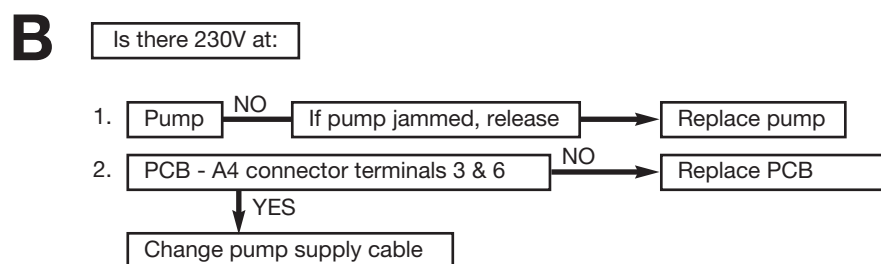 B
Is there 230V at:
1. Pump NO If pump jammed, release Replace pump
2. PCB - A4 connector terminals 3 & 6 NO Replace PCB
YES
Change pump supply cable